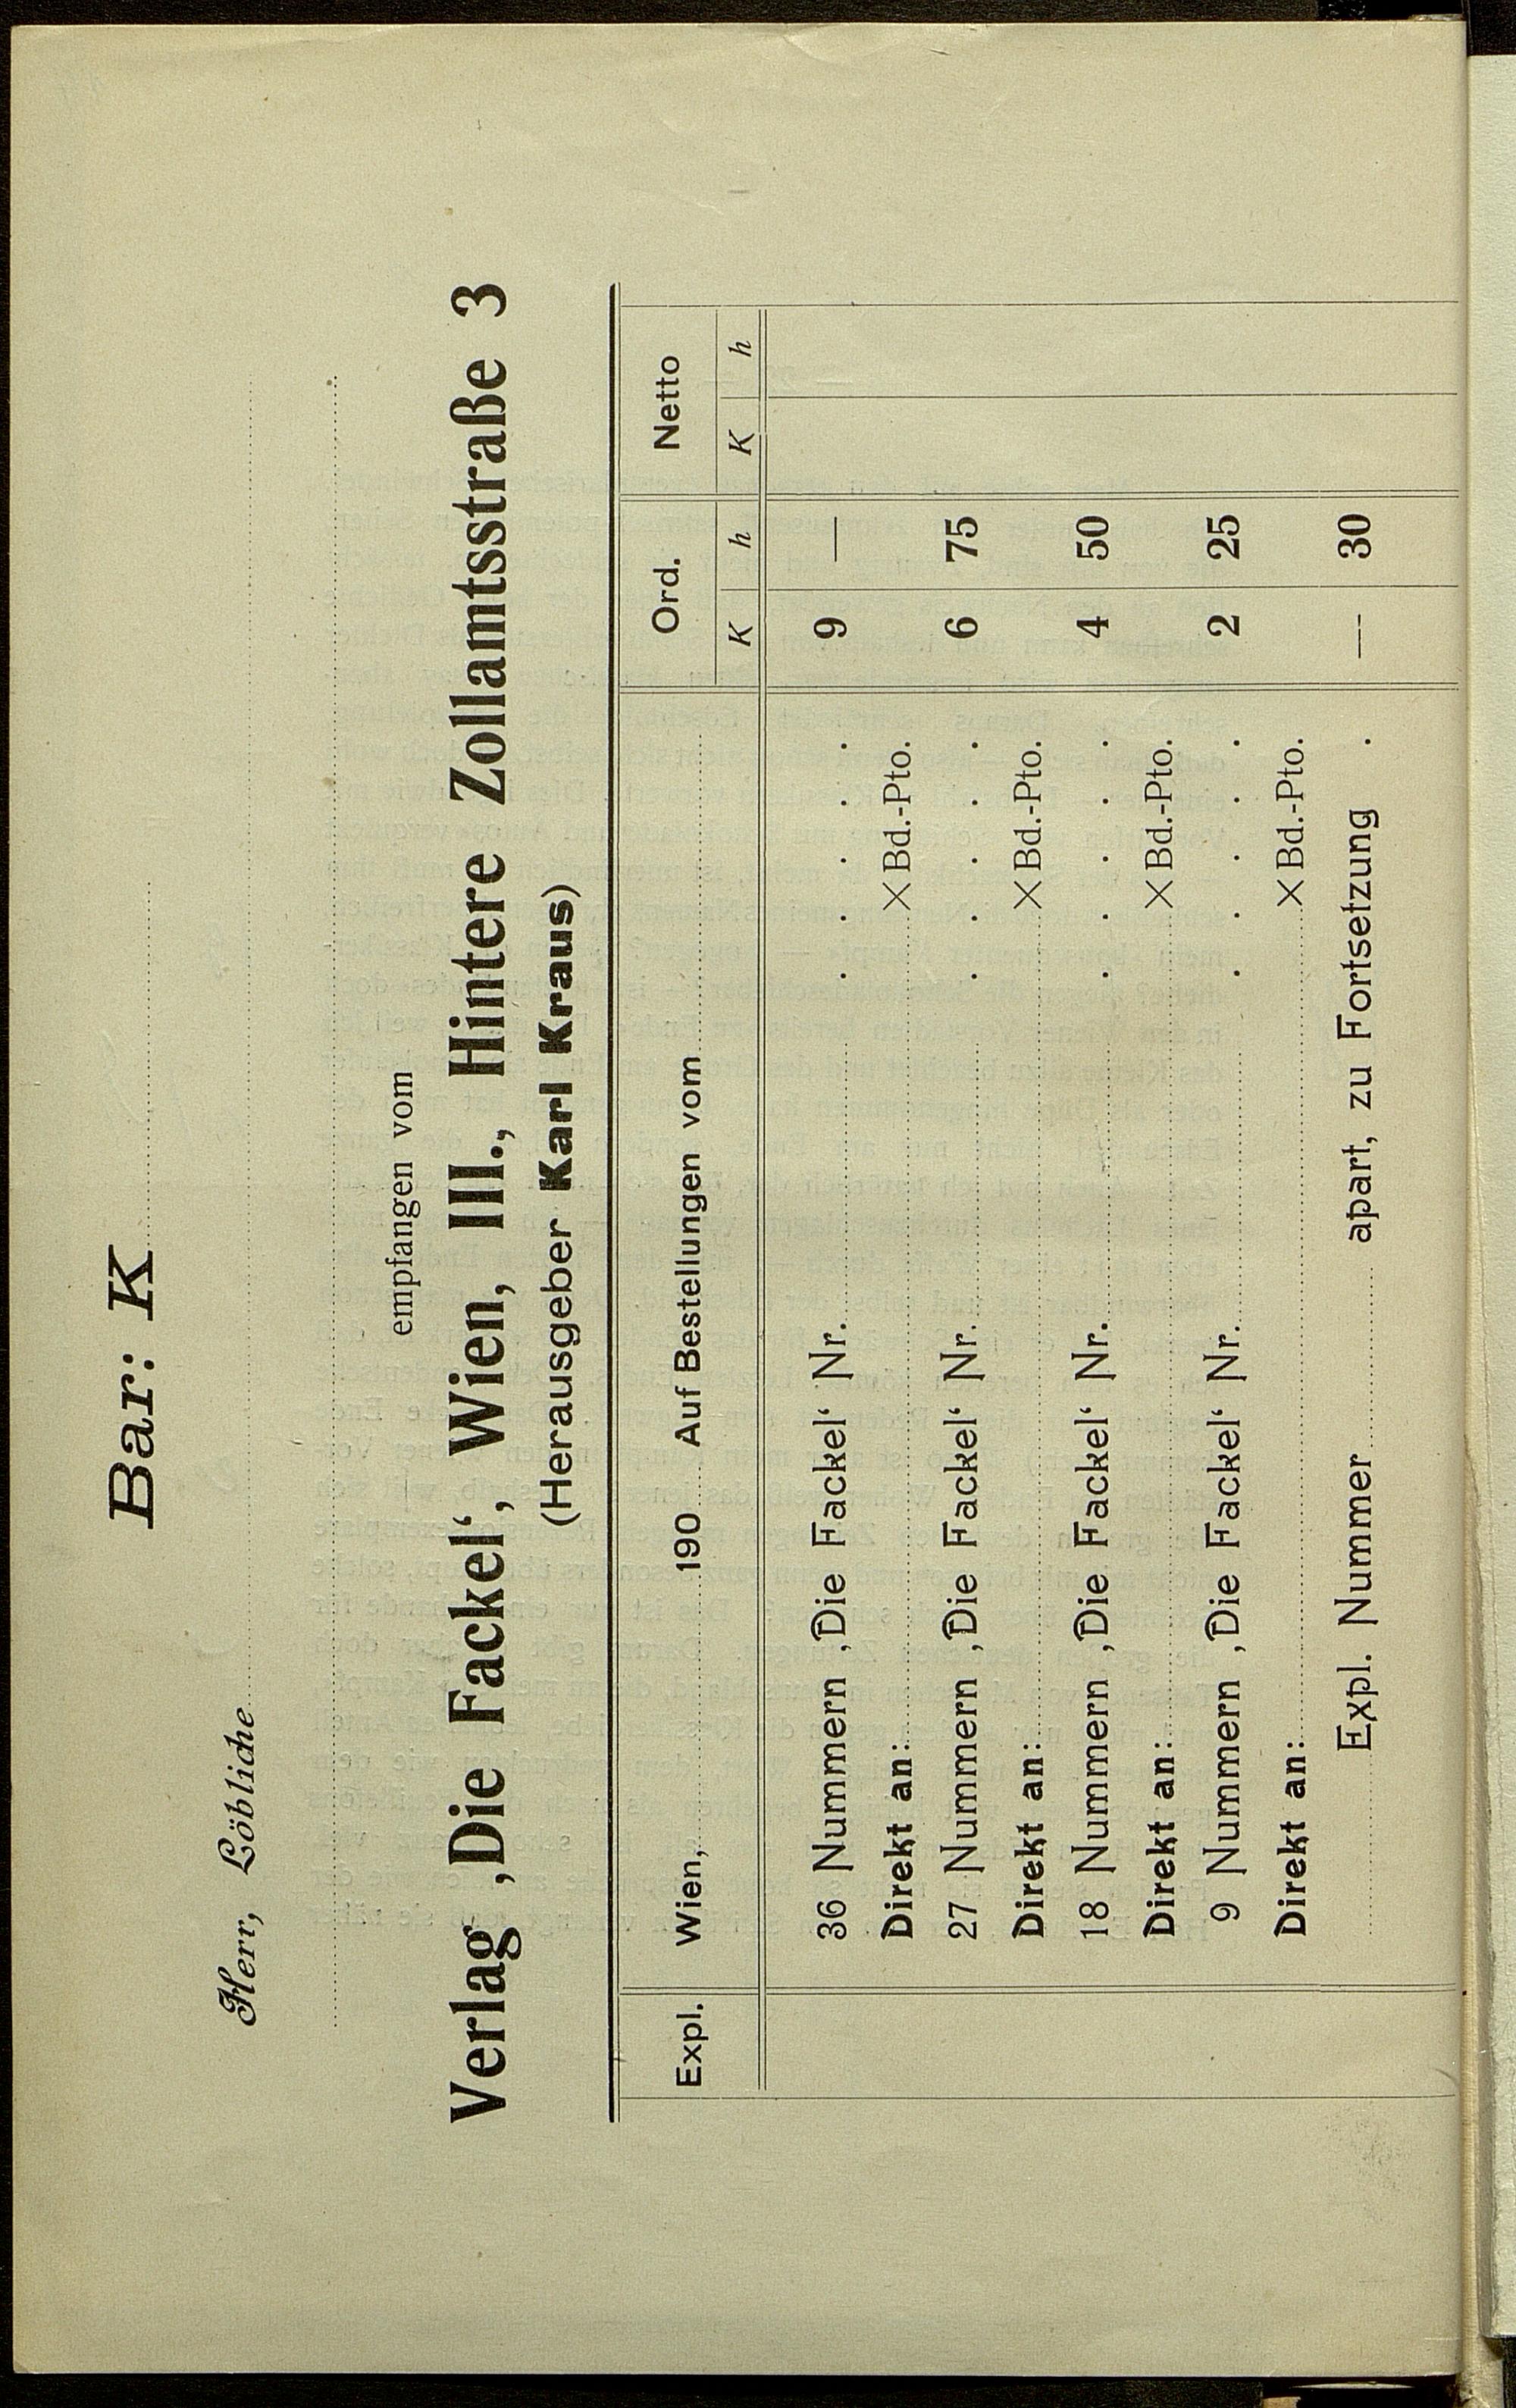 Bar: K
Herr, Löbliche
empfangen vom
Verlag ‚Die Fackel‘, Wien, III., Hintere Zollamtsstraße 3
(Herausgeber Karl Kraus)
Expl. Wien, 190 Auf Bestellungen vom Ord. Netto
K h K h
36 Nummern ‚Die Fackel‘ Nr. . . . . . 9 —
Direkt an: ×Bd.-Pto.
27 Nummern ‚Die Fackel‘ Nr. . . . . . 6 75
Direkt an: ×Bd.-Pto.
18 Nummern ‚Die Fackel‘ Nr. . . . . . 4 50
Direkt an: ×Bd.-Pto.
9 Nummern ‚Die Fackel‘ Nr. . . . . . 2 25
Direkt an: ×Bd.-Pto.
Expl. Nummer apart, zu Fortsetzung . — 30